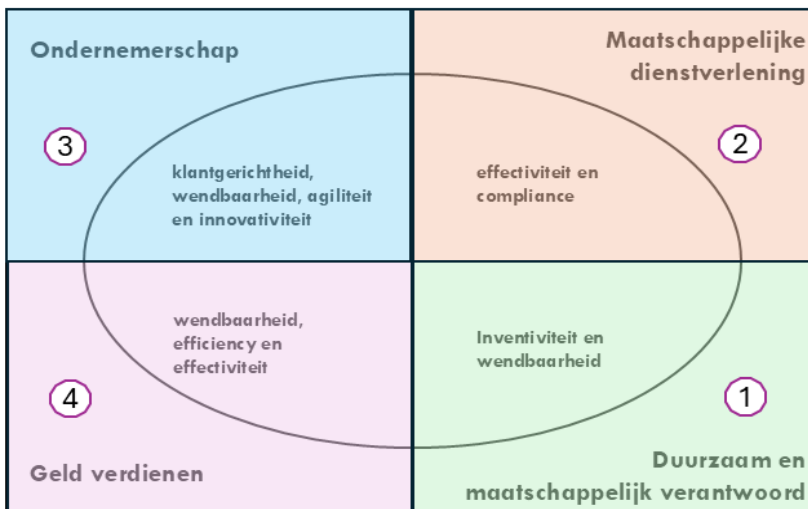 Ondernemerschap
3
klantgerichtheid,
wendbaarheid, agiliteit
en innovativiteit
Maatschappelijke
dienstverlening
2
effectiviteit en
compliance
wendbaarheid,
efficiency en
effectiviteit
4
Geld verdienen
Inventiviteit en
wendbaarheid
1
Duurzaam en
maatschappelijk verantwoord